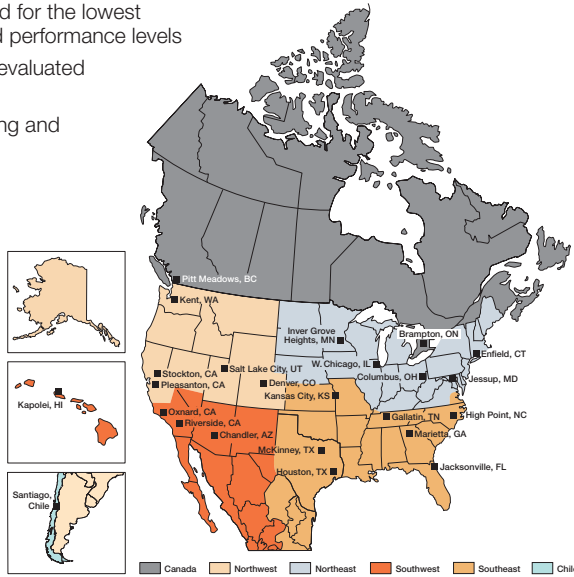 d for the lowest
d performance levels
evaluated
ng and
Pitt Meadows, BC
Kent, WA
Inver Grove
Heights, MN
Brampton, ON
Enfield, CT
W. Chicago, IL
Stockton, CA
Salt Lake City, UT
Columbus, OH
Jessup, MD
Pleasanton, CA
Denver, CO
Kansas City, KS
Kapolei, HI
Oxnard, CA
Gallatin, TN
High Point, NC
Riverside, CA
Chandler, AZ
Marietta, GA
McKinney, TX
Jacksonville, FL
Houston, TX
Santiago,
Chile
Canada
Northwest
Northeast
Southwest
Southeast
Chil